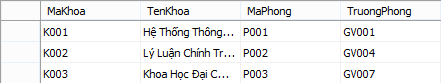 MaKhoa TenKhoa MaPhong TruongPhong
K001 Hệ Thống Thông... P001 GV001
K002 Lý Luận Chính Tr... P002 GV004
K003 Khoa Học Đại C... P003 GV007